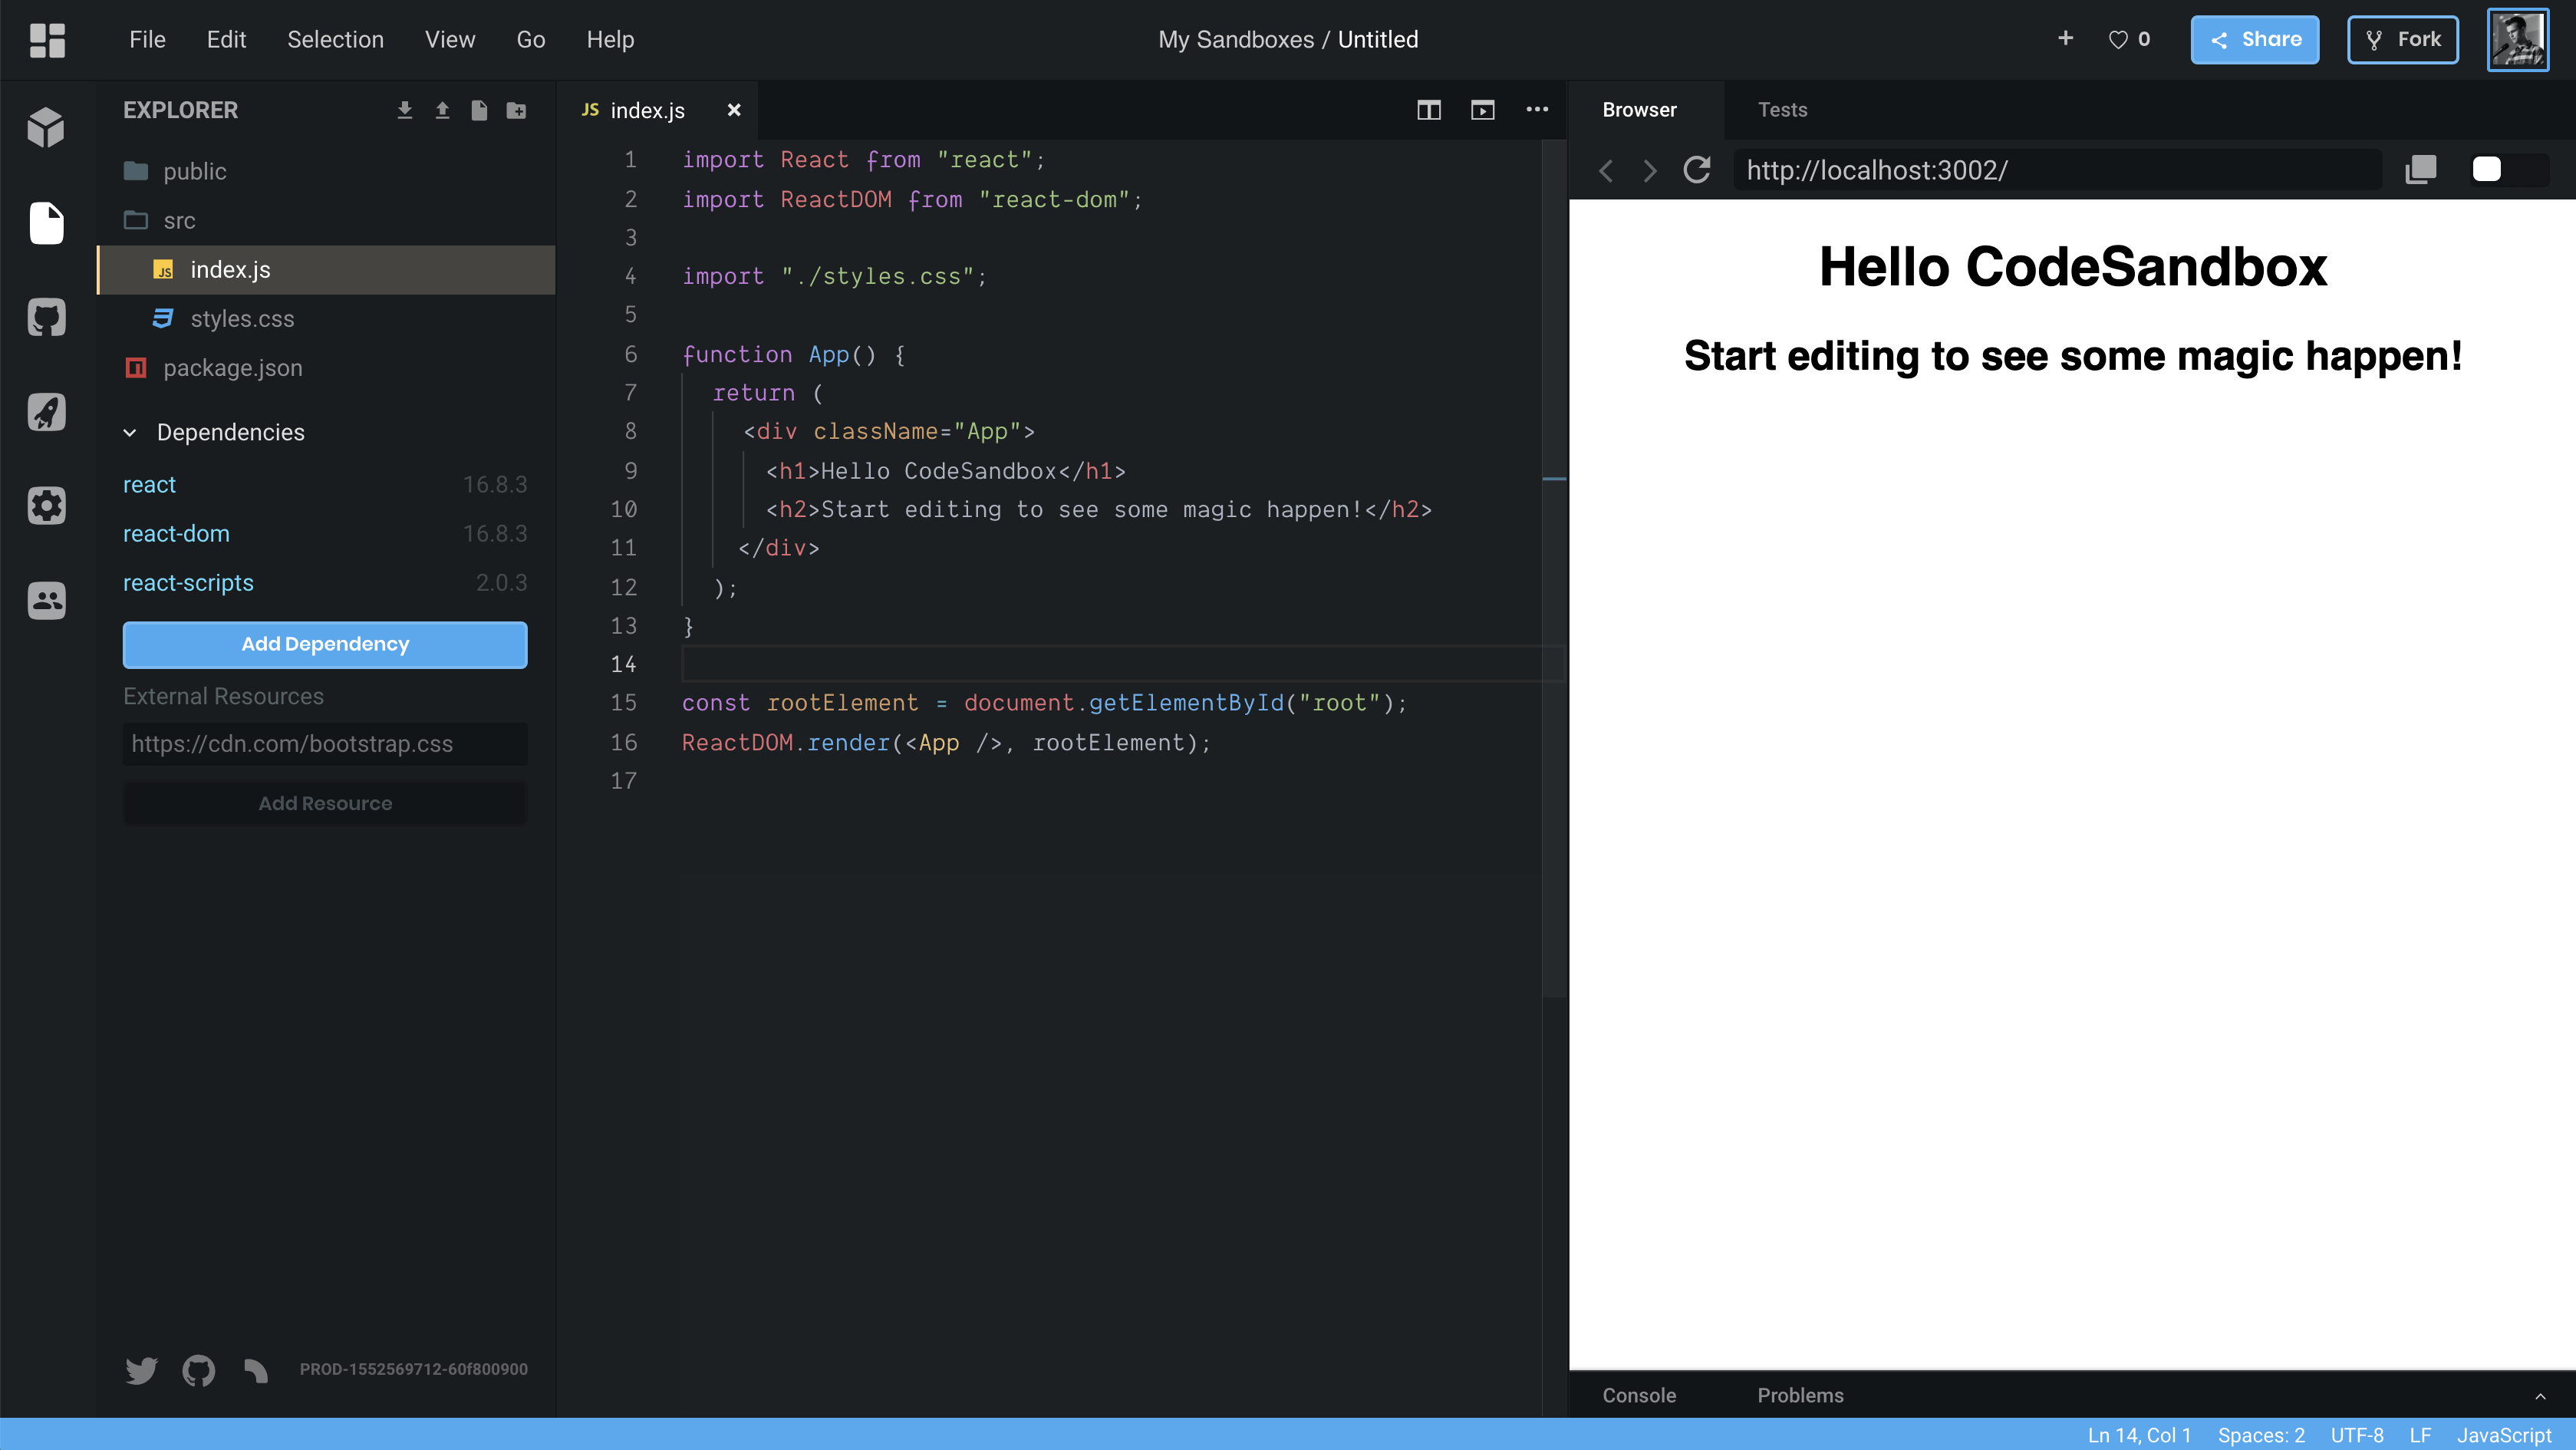 File Edit Selection View Go Help
My Sandboxes / Untitled
+ 0 Share Fork
EXPLORER
public
src
JS index.js
styles.css
package.json
Dependencies
react 16.8.3
react-dom 16.8.3
react-scripts 2.0.3
Add Dependency
External Resources
https://cdn.com/bootstrap.css
Add Resource
PROD-1552569712-60f800900
JS index.js ×
1 import React from "react";
2 import ReactDOM from "react-dom";
3
4 import "./styles.css";
5
6 function App() {
7 return (
8 <div className="App">
9 <h1>Hello CodeSandbox</h1>
10 <h2>Start editing to see some magic happen!</h2>
11 </div>
12 );
13 }
14
15 const rootElement = document.getElementById("root");
16 ReactDOM.render(<App />, rootElement);
17
Browser Tests
http://localhost:3002/
Hello CodeSandbox
Start editing to see some magic happen!
Console Problems
Ln 14, Col 1 Spaces: 2 UTF-8 LF JavaScript